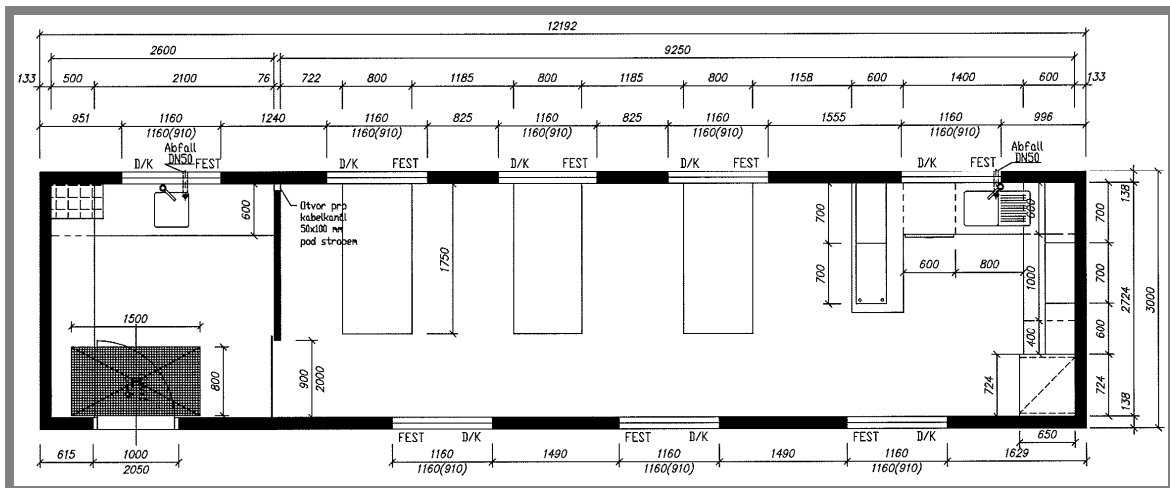 12192
2600 9250
133 500 2100 76 722 800 1185 800 1185 800 1158 600 1400 600 133
951 1160 1240 1160 825 1160 825 1160 1555 1160 996
1160(910) 1160(910) 1160(910) 1160(910) 1160(910)
Abfall
DN50
D/K FEST
D/K FEST
D/K FEST
D/K FEST
D/K FEST
Abfall
DN50
600
Otvor pro
kabelkanál
50x100 mm
pod stropem
1750
700
700
600 800
600
1000
400
724
700
700
600
724
138
2724
138
3000
1500
800
900
2000
FEST D/K
FEST D/K
FEST D/K
650
615 1000 1160 1490 1160 1490 1160 1629
2050 1160(910) 1160(910) 1160(910)